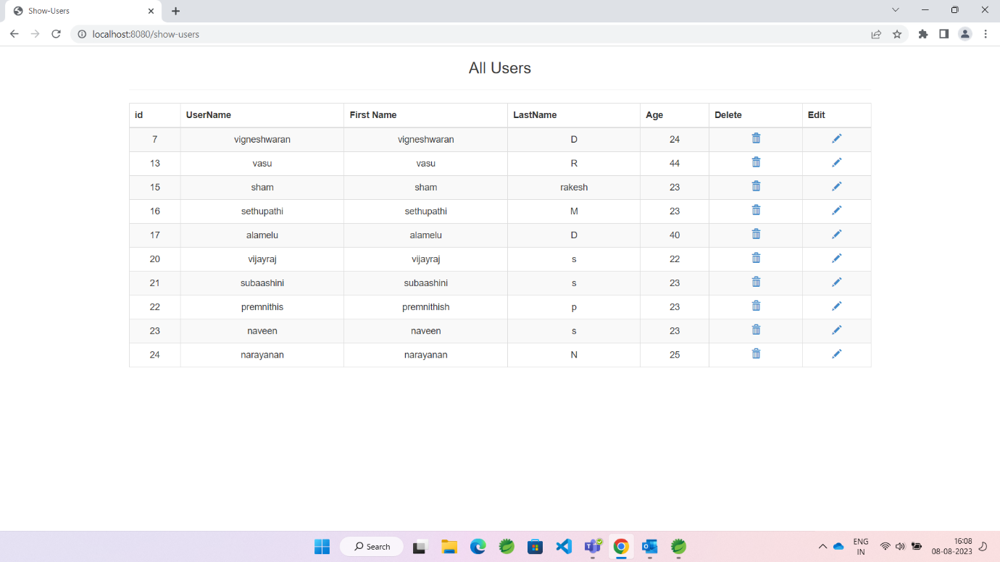 Show-Users
localhost:8080/show-users
All Users
id UserName First Name LastName Age Delete Edit
7 vigneshwaran vigneshwaran D 24
13 vasu vasu R 44
15 sham sham rakesh 23
16 sethupathi sethupathi M 23
17 alamelu alamelu D 40
20 vijayraj vijayraj s 22
21 subaashini subaashini s 23
22 premnithis premnithish p 23
23 naveen naveen s 23
24 narayanan narayanan N 25
Search
ENG
IN
16:08
08-08-2023